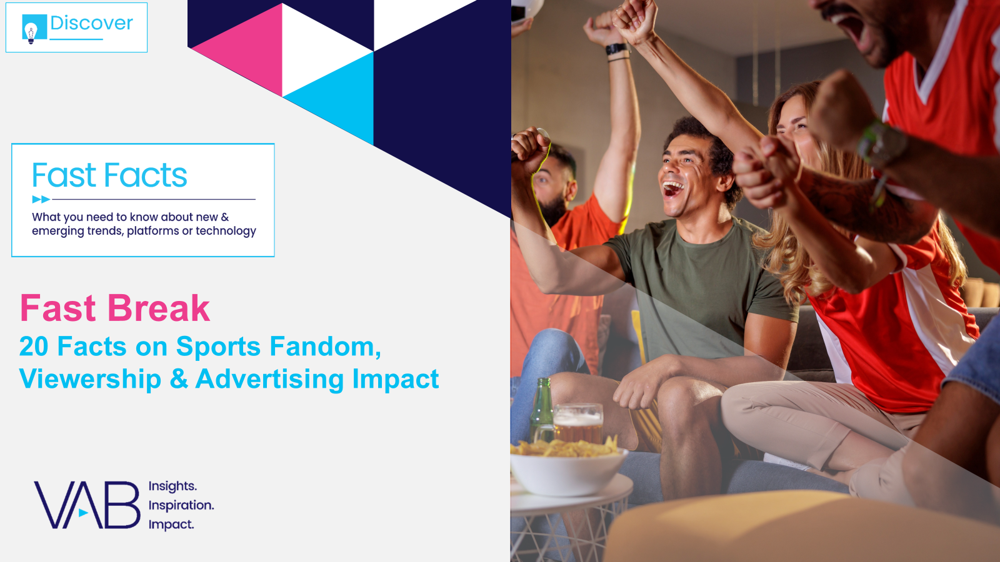 Discover
Fast Facts
What you need to know about new &
emerging trends, platforms or technology
Fast Break
20 Facts on Sports Fandom,
Viewership & Advertising Impact
VAB
Insights.
Inspiration.
Impact.